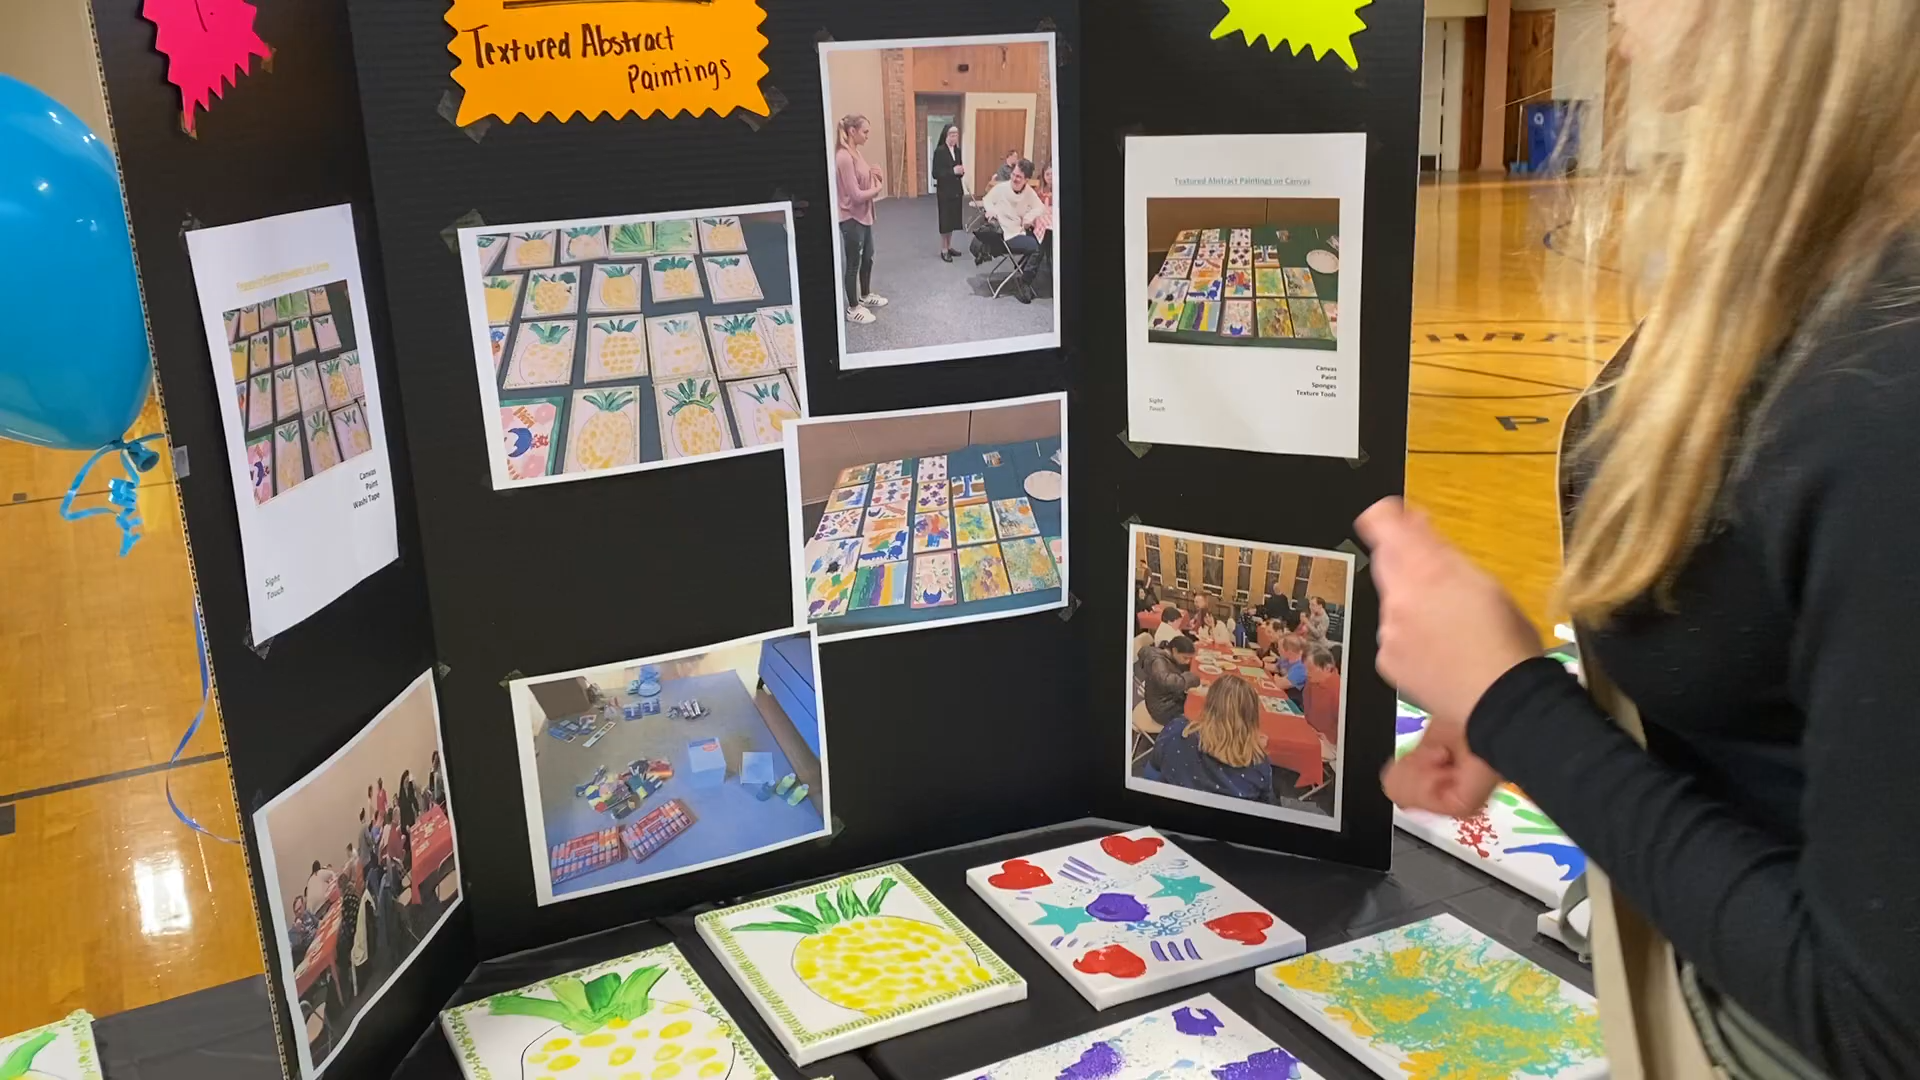 Textured Abstract
Paintings
Canvas
Paint
Washi Tape
Sight
Touch
Textured Abstract Paintings on Canvas
Canvas
Paint
Sponges
Texture Tools
Sight
Touch
P